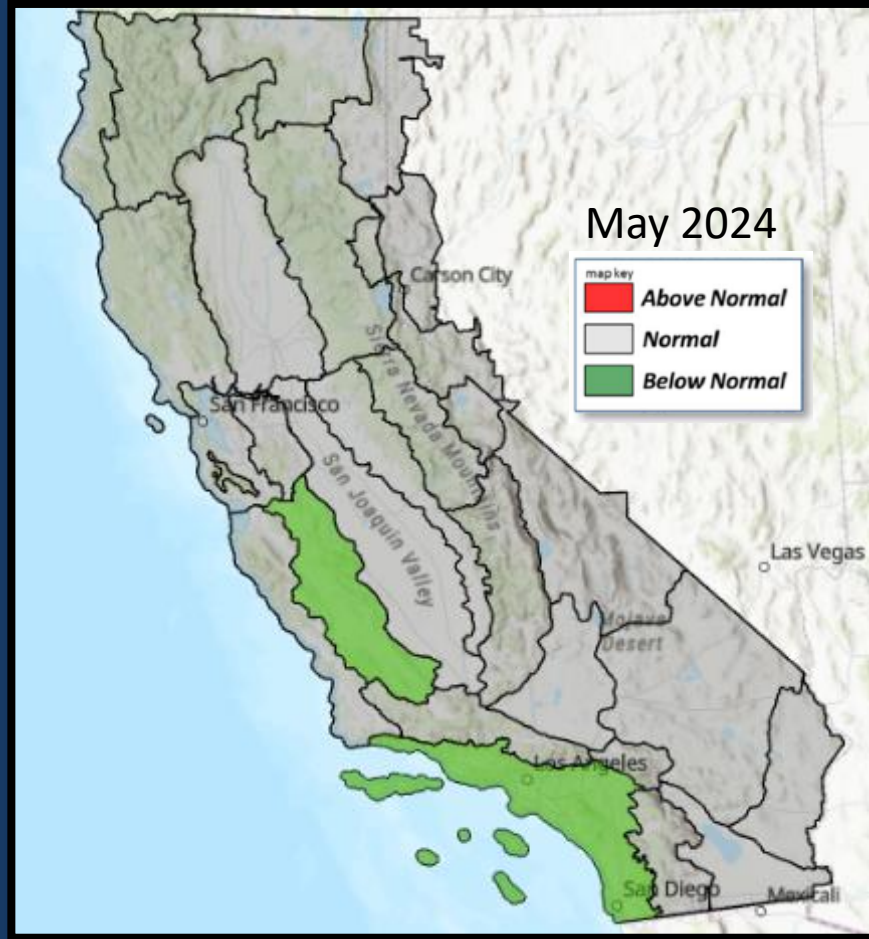 May 2024
map key
Above Normal
Normal
Below Normal
Carson City
Sierra Nevada Mountains
San Francisco
San Joaquin Valley
Las Vegas
Mojave
Desert
Los Angeles
San Diego
Mexicali